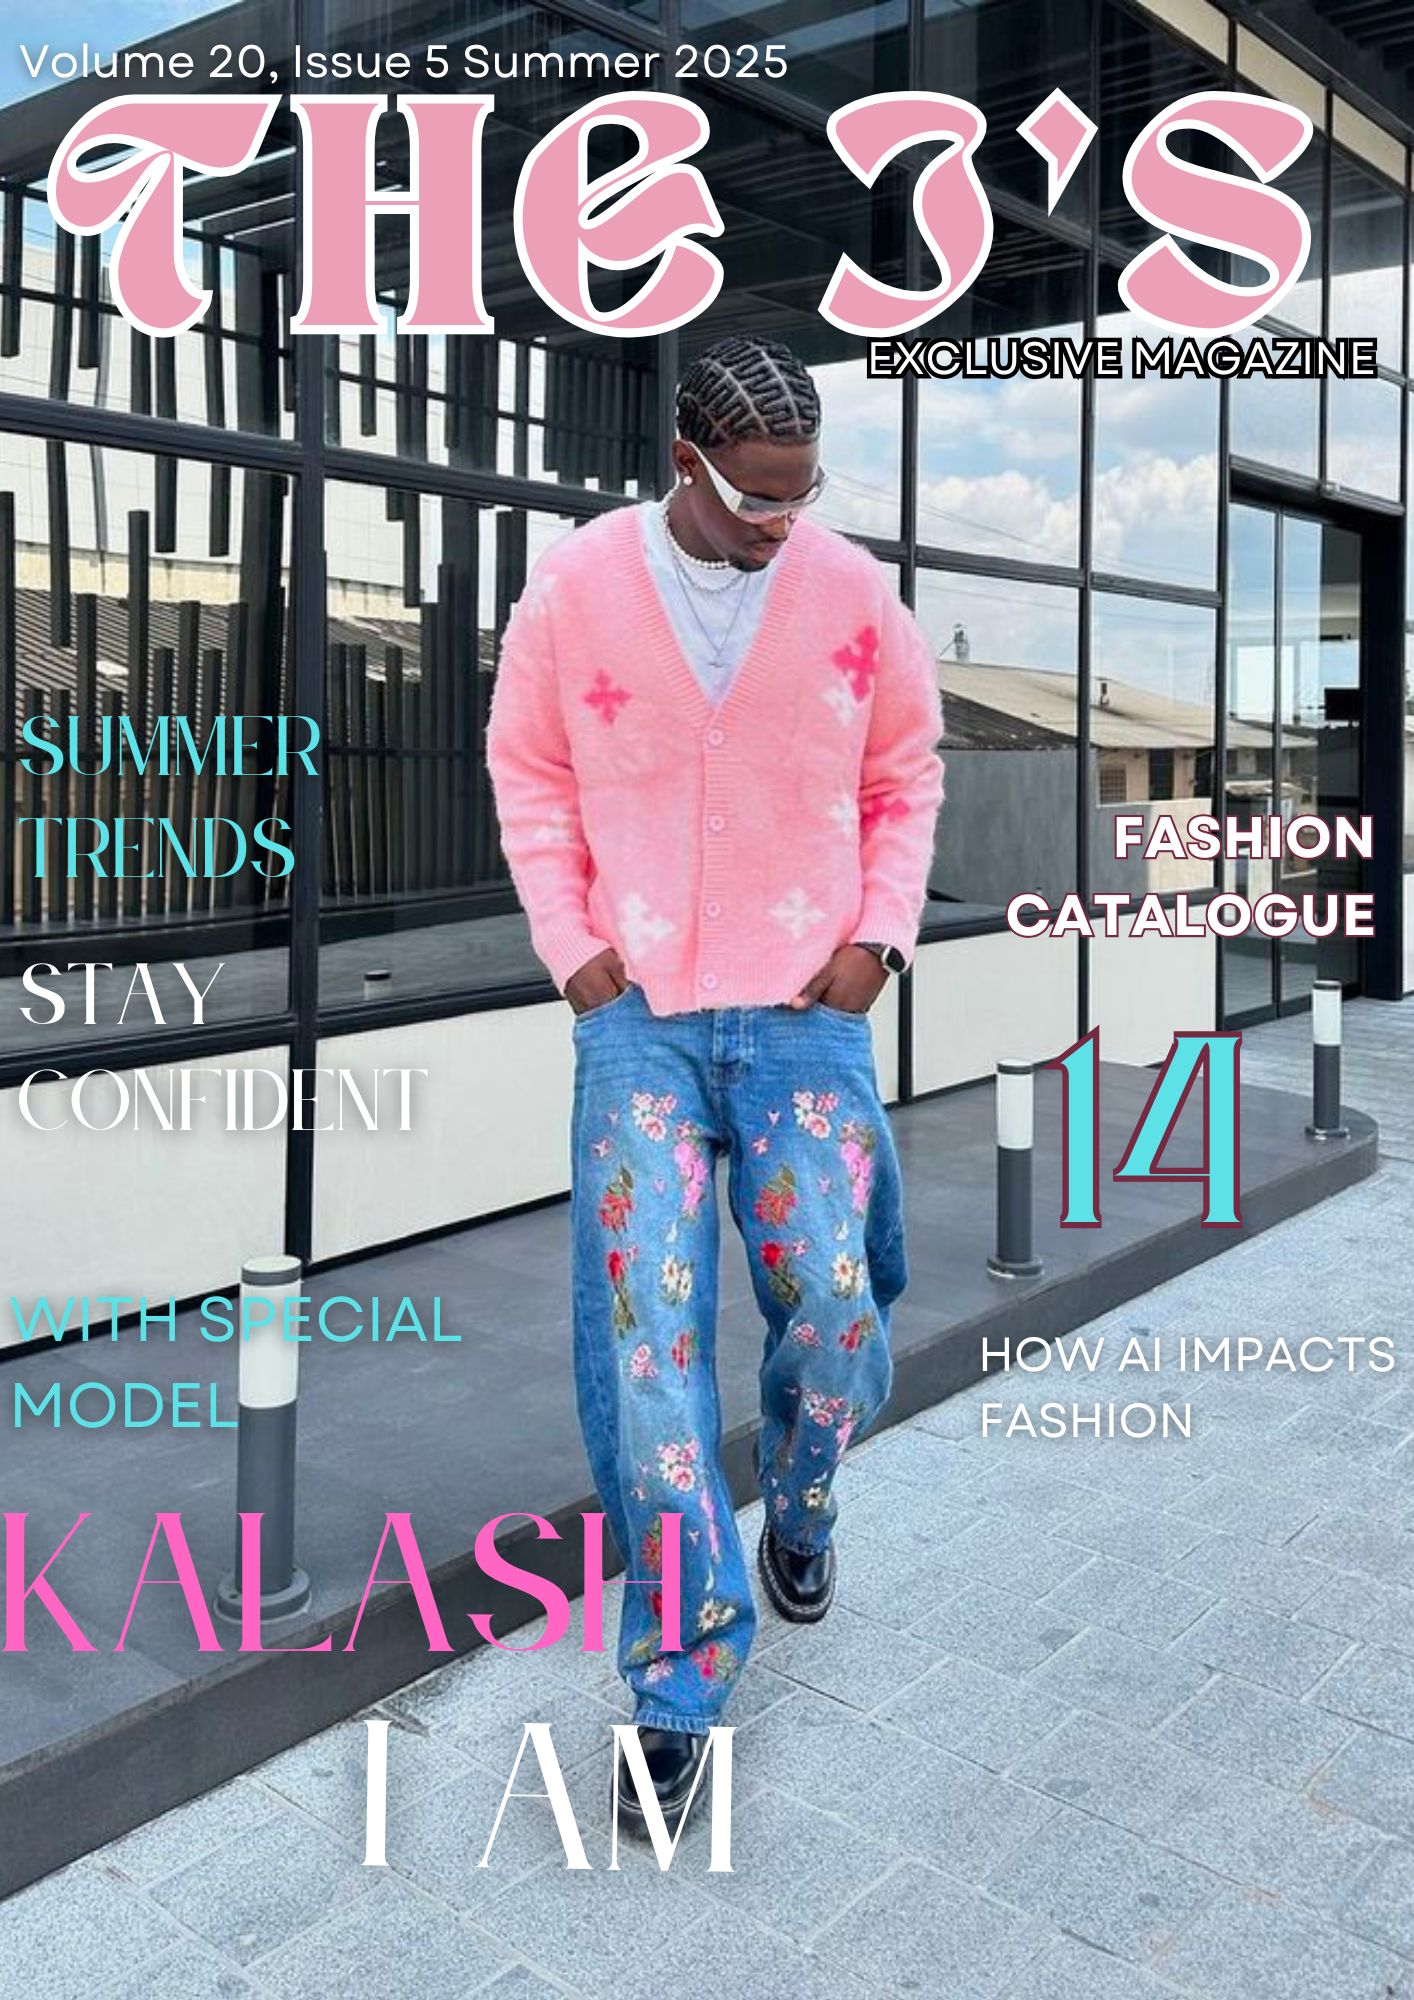 Volume 20, Issue 5 Summer 2025
THE J'S
EXCLUSIVE MAGAZINE
SUMMER
TRENDS
STAY
CONFIDENT
FASHION
CATALOGUE
14
WITH SPECIAL
MODEL
HOW AI IMPACTS
FASHION
KALASH
I AM